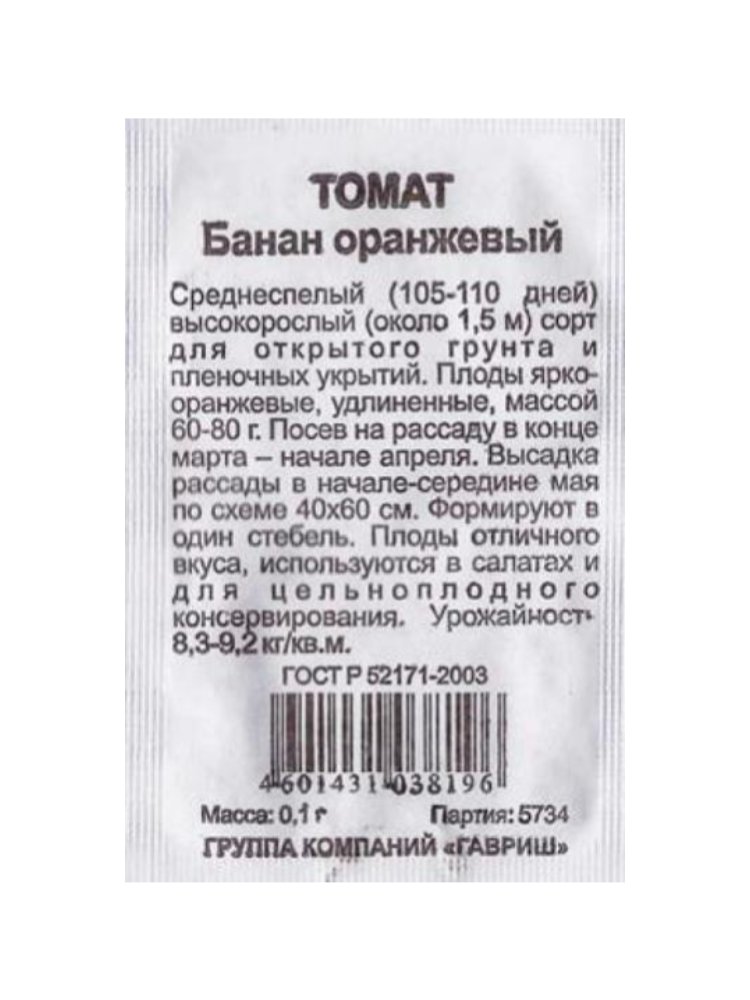 ТОМАТ
Банан оранжевый
Среднеспелый (105-110 дней)
высокорослый (около 1,5 м) сорт
для открытого грунта и
пленочных укрытий. Плоды ярко-
оранжевые, удлиненные, массой
60-80 г. Посев на рассаду в конце
марта – начале апреля. Высадка
рассады в начале-середине мая
по схеме 40x60 см. Формируют в
один стебель. Плоды отличного
вкуса, используются в салатах и
для цельноплодного
консервирования. Урожайность
8,3-9,2 кг/кв.м.
ГОСТ Р 52171-2003
4 601431 038196
Масса: 0,1 г Партия: 5734
ГРУППА КОМПАНИЙ «ГАВРИШ»